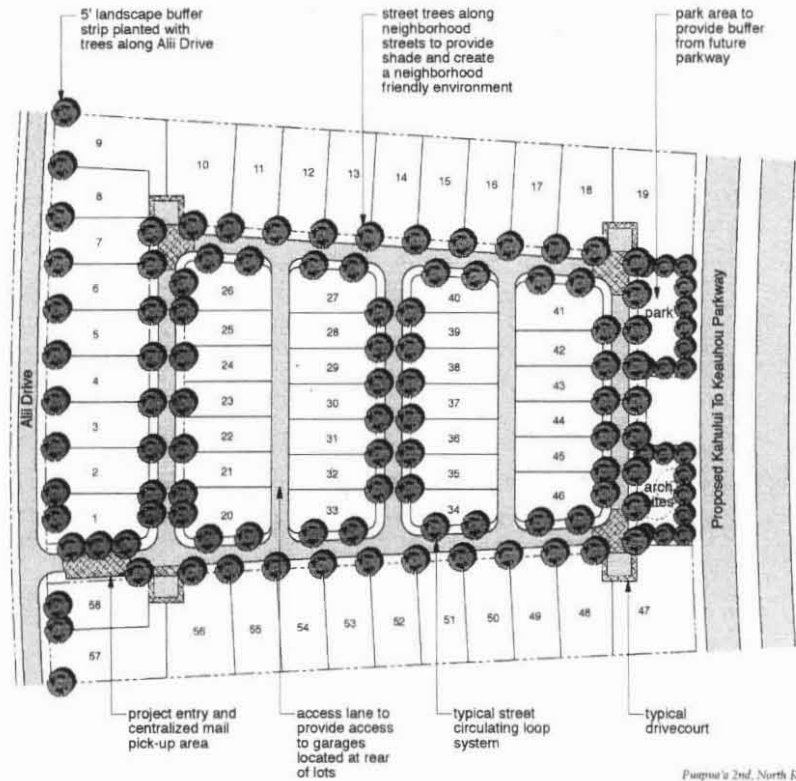 5' landscape buffer
strip planted with
trees along Alii Drive
street trees along
neighborhood
streets to provide
shade and create
a neighborhood
friendly environment
park area to
provide buffer
from future
parkway
9
10
11
12
13
14
15
16
17
18
19
8
7
6
5
4
3
2
1
26
25
24
23
22
21
20
27
28
29
30
31
32
33
40
39
38
37
36
35
34
41
42
43
44
45
46
park
arch
sites
Alii Drive
Proposed Kahului To Keauhou Parkway
58
57
56
55
54
53
52
51
50
49
48
47
project entry and
centralized mail
pick-up area
access lane to
provide access
to garages
located at rear
of lots
typical street
circulating loop
system
typical
drivecourt
2nd, North